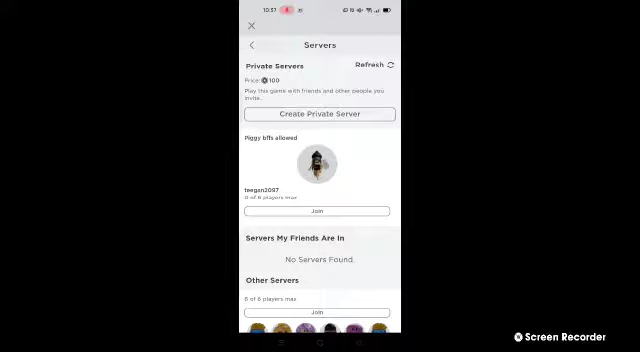 10:37
Servers
Private Servers
Refresh
Price: 100
Play this game with friends and other people you
invite.
Create Private Server
Piggy bffs allowed
teegan2097
0 of 6 players max
Join
Servers My Friends Are In
No Servers Found.
Other Servers
6 of 6 players max
Join
Screen Recorder